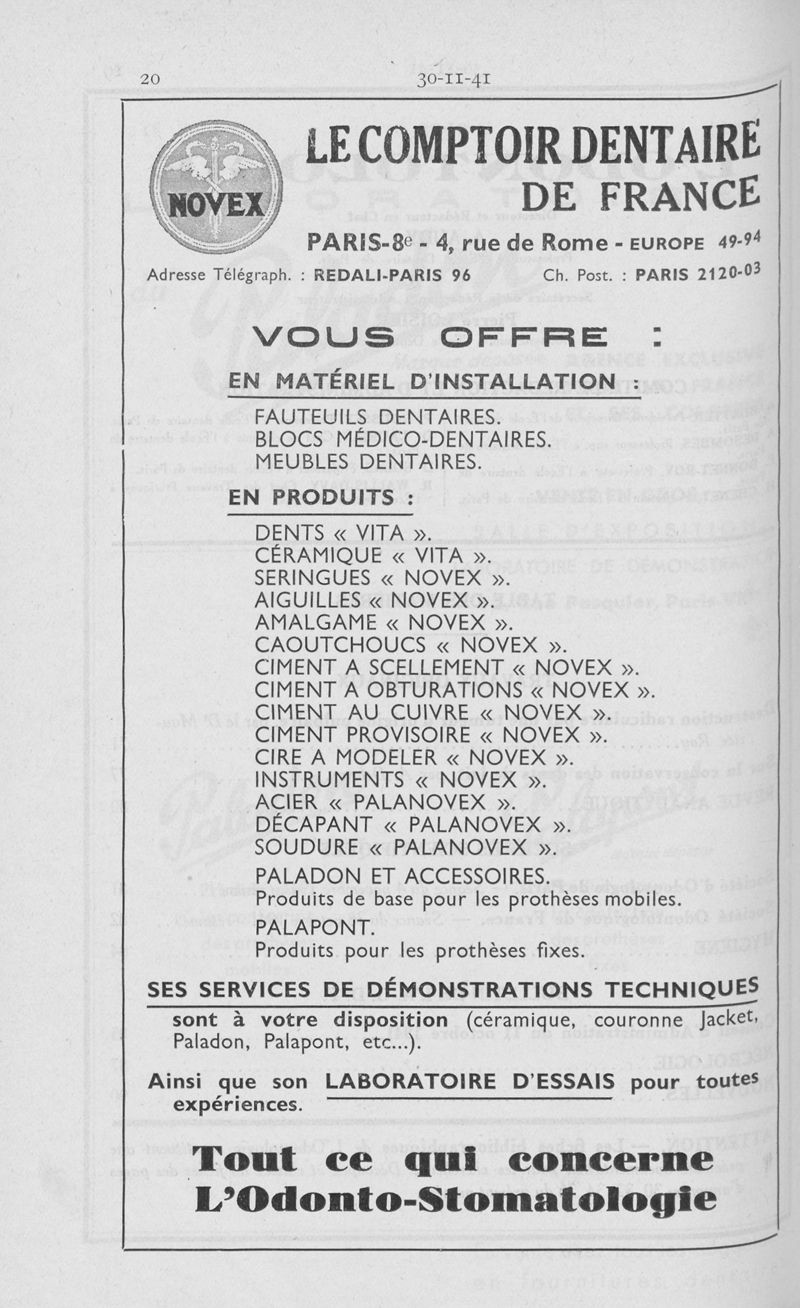 20
30-11-41
NOVEX
LE COMPTOIR DENTAIRE
DE FRANCE
PARIS-8e - 4, rue de Rome - EUROPE 49-94
Adresse Télégraph. : REDALI-PARIS 96 Ch. Post. : PARIS 2120-03
VOUS OFFRE :
EN MATÉRIEL D'INSTALLATION :
FAUTEUILS DENTAIRES.
BLOCS MÉDICO-DENTAIRES.
MEUBLES DENTAIRES.
EN PRODUITS :
DENTS « VITA ».
CÉRAMIQUE « VITA ».
SERINGUES « NOVEX ».
AIGUILLES « NOVEX ».
AMALGAME « NOVEX ».
CAOUTCHOUCS « NOVEX ».
CIMENT A SCELLEMENT « NOVEX ».
CIMENT A OBTURATIONS « NOVEX ».
CIMENT AU CUIVRE « NOVEX ».
CIMENT PROVISOIRE « NOVEX ».
CIRE A MODELER « NOVEX ».
INSTRUMENTS « NOVEX ».
ACIER « PALANOVEX ».
DÉCAPANT « PALANOVEX ».
SOUDURE « PALANOVEX ».
PALADON ET ACCESSOIRES.
Produits de base pour les prothèses mobiles.
PALAPONT.
Produits pour les prothèses fixes.
SES SERVICES DE DÉMONSTRATIONS TECHNIQUES
sont à votre disposition (céramique, couronne Jacket,
Paladon, Palapont, etc...).
Ainsi que son LABORATOIRE D'ESSAIS pour toutes
expériences.
Tout ce qui concerne
L'Odonto-Stomatologie